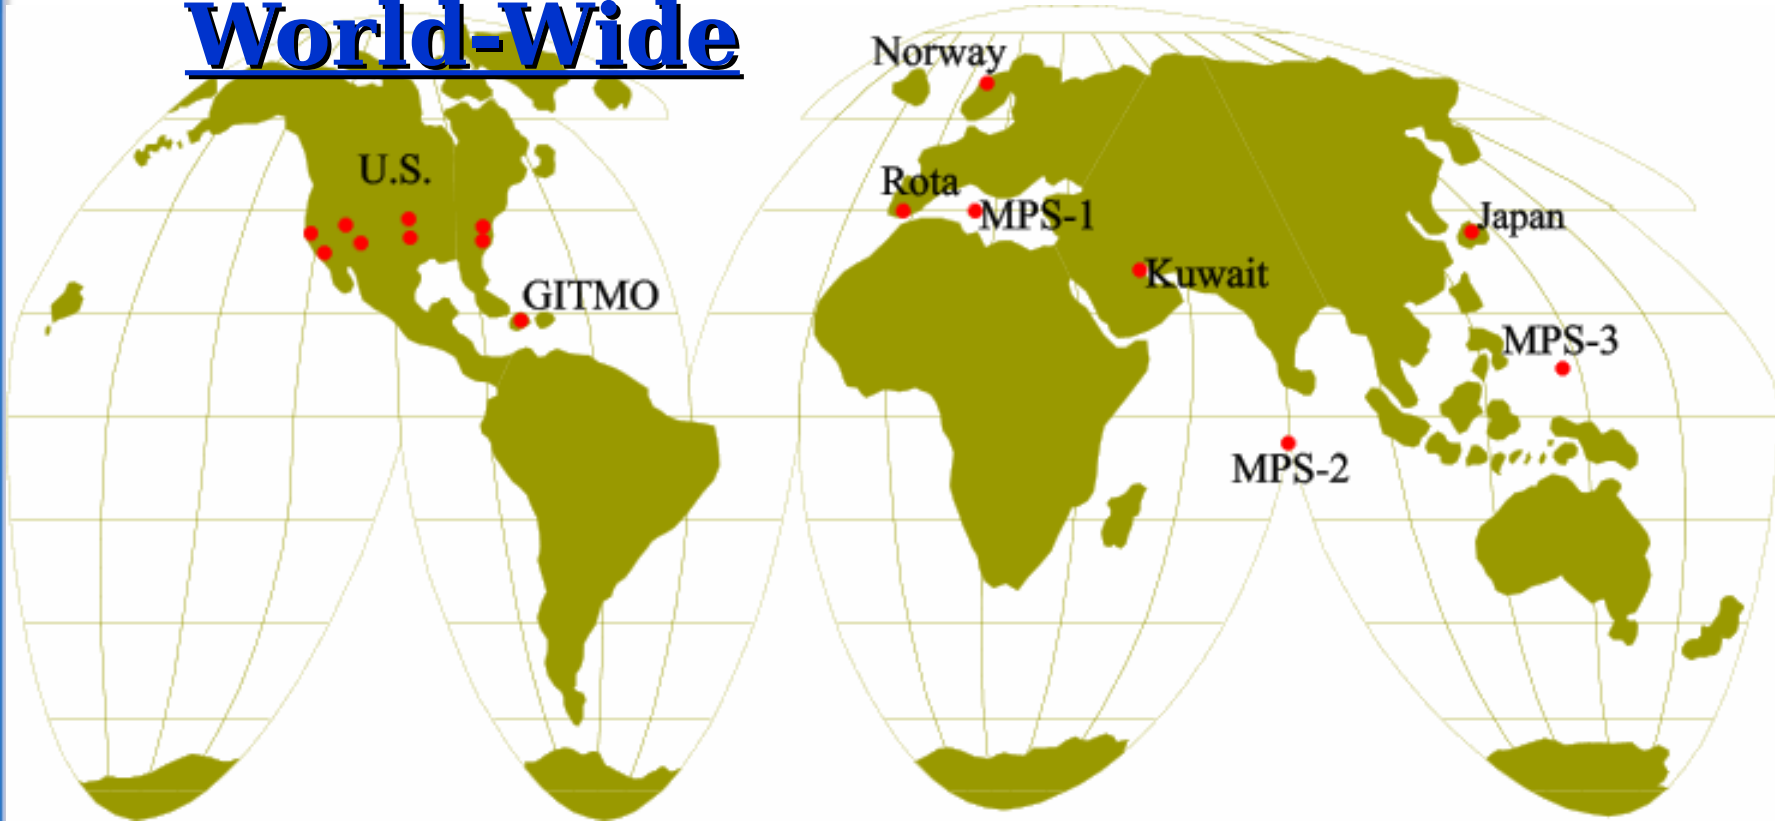 World-Wide
Norway
U.S.
Rota
MPS-1
Japan
Kuwait
GITMO
MPS-3
MPS-2